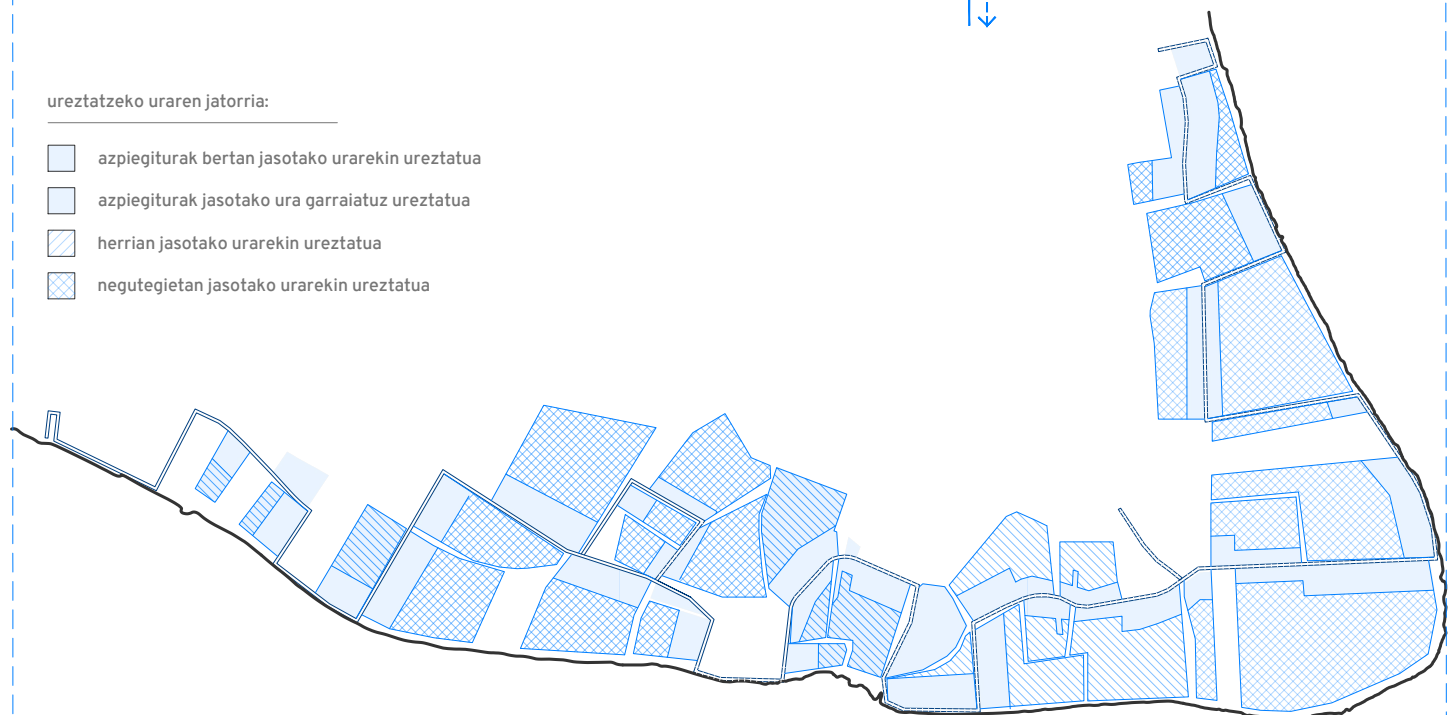 ureztatzeko uraren jatorria:
azpiegiturak bertan jasotako urarekin ureztatua
azpiegiturak jasotako ura garraiatuz ureztatua
herrian jasotako urarekin ureztatua
negutegietan jasotako urarekin ureztatua